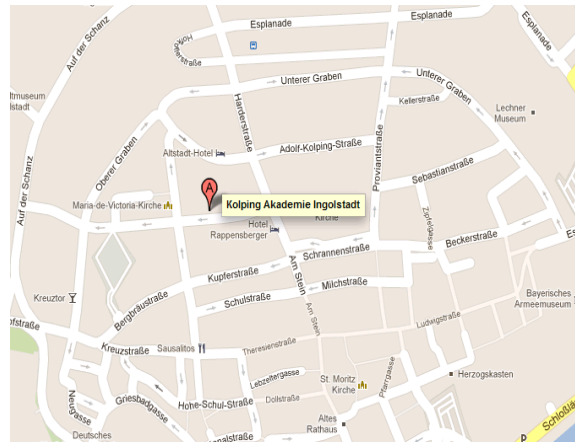 Esplanade
Esplanade
Esplanade
Auf der Schanz
Unterer Graben
Unterer Graben
Kellerstraße
Lechner
Museum
Harderstraße
Proviantstraße
Oberer Graben
Altstadt-Hotel
Adolf-Kolping-Straße
Sebastianstraße
A
Kolping Akademie Ingolstadt
Maria-de-Victoria-Kirche
Auf der Schanz
Hotel
Rappensberger
Kirche
Zipfelgasse
Beckerstraße
Schrannenstraße
Am Stein
Kupferstraße
Milchstraße
Schulstraße
Kreuztor
Bergbräustraße
Am Stein
Bayerisches
Armeemuseum
Ludwigstraße
Kreuzstraße
Sausalitos
Theresienstraße
Lebzeltergasse
St. Moritz
Kirche
Pfarrgasse
Herzogskasten
Neugasse
Griesbadgasse
Hohe-Schul-Straße
Dollstraße
Altes
Rathaus
Deutsches
P